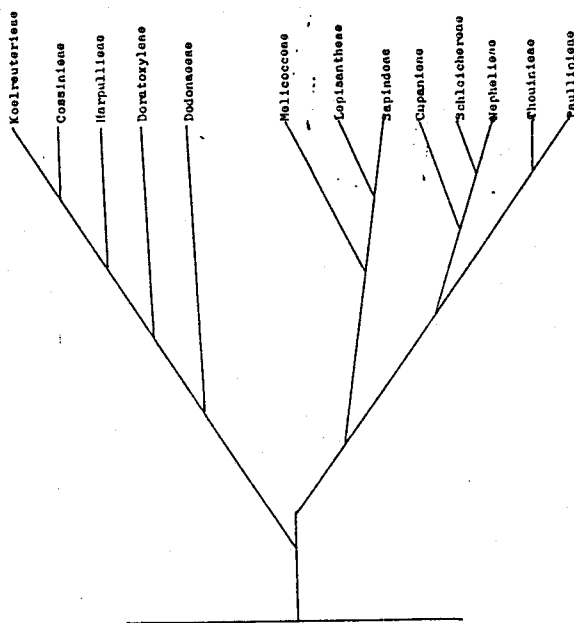 Koelreuterieae
Cossinieae
Harpullieae
Doratoxyleae
Dodonaeeae
Melicocceae
Lepisantheae
Sapindeae
Cupanieae
Schleichereae
Nephelieae
Thouinieae
Paullinieae